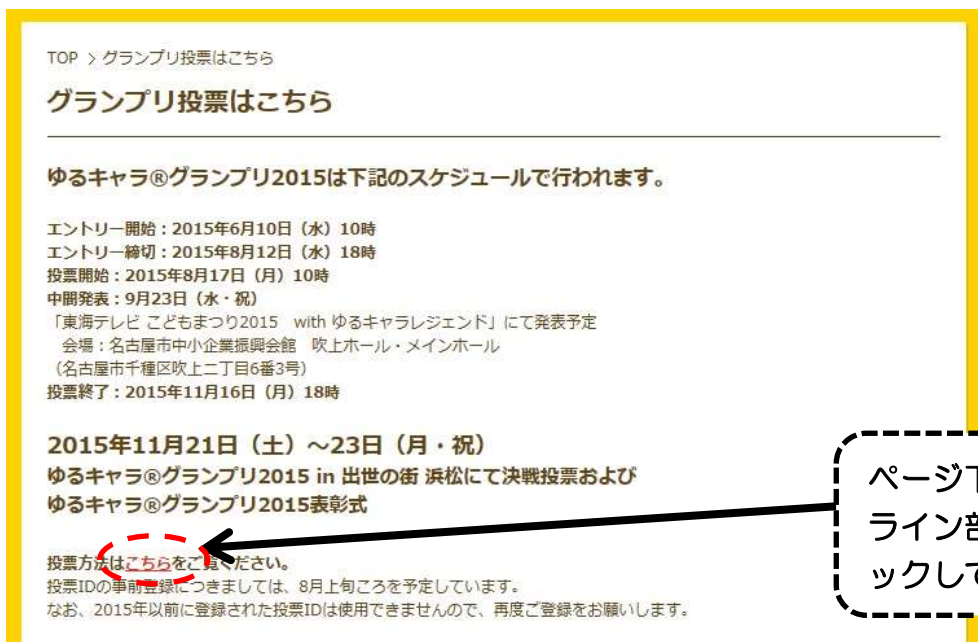 TOP > グランプリ投票はこちら
グランプリ投票はこちら
ゆるキャラ®グランプリ2015は下記のスケジュールで行われます。
エントリー開始：2015年6月10日（水）10時
エントリー締切：2015年8月12日（水）18時
投票開始：2015年8月17日（月）10時
中間発表：9月23日（水・祝）
「東海テレビ こどもまつり2015　with ゆるキャラレジェンド」にて発表予定
会場：名古屋市中小企業振興会館　吹上ホール・メインホール
（名古屋市千種区吹上二丁目6番3号）
投票終了：2015年11月16日（月）18時
2015年11月21日（土）～23日（月・祝）
ゆるキャラ®グランプリ2015 in 出世の街 浜松にて決戦投票および
ゆるキャラ®グランプリ2015表彰式
投票方法はこちらをご覧ください。
投票IDの事前登録につきましては、8月上旬ころを予定しています。
なお、2015年以前に登録された投票IDは使用できませんので、再度ご登録をお願いします。
ページ
ライン
ックして